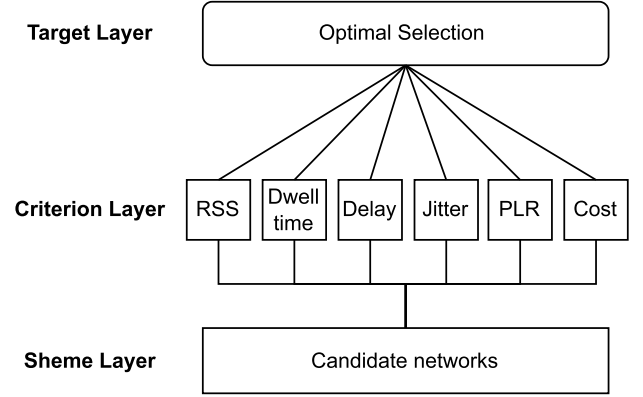 Target Layer
Optimal Selection
Criterion Layer
RSS
Dwell
time
Delay
Jitter
PLR
Cost
Sheme Layer
Candidate networks